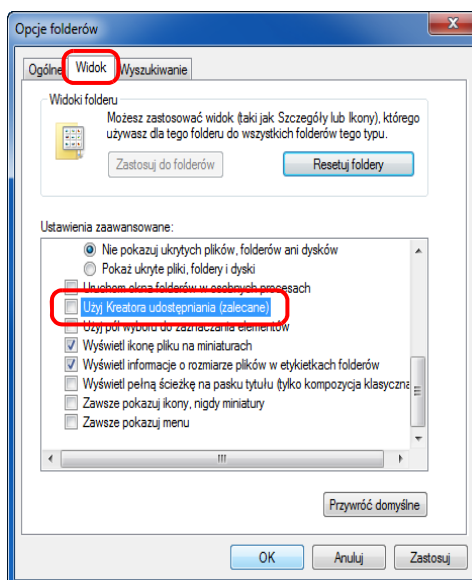 Opcje folderów
Ogólne Widok Wyszukiwanie
Widoki folderu
Możesz zastosować widok (taki jak Szczegóły lub Ikony), którego
używasz dla tego folderu do wszystkich folderów tego typu.
Zastosuj do folderów Resetuj foldery
Ustawienia zaawansowane:
Nie pokazuj ukrytych plików, folderów ani dysków
Pokaż ukryte pliki, foldery i dyski
Uruchom okna folderów w osobnych procesach
Użyj Kreatora udostępniania (zalecane)
Użyj pól wyboru do zaznaczania elementów
Wyświetl ikonę pliku na miniaturach
Wyświetl informacje o rozmiarze plików w etykietkach folderów
Wyświetl pełną ścieżkę na pasku tytułu (tylko kompozycja klasyczna
Zawsze pokazuj ikony, nigdy miniatury
Zawsze pokazuj menu
Przywróć domyślne
OK Anuluj Zastosuj